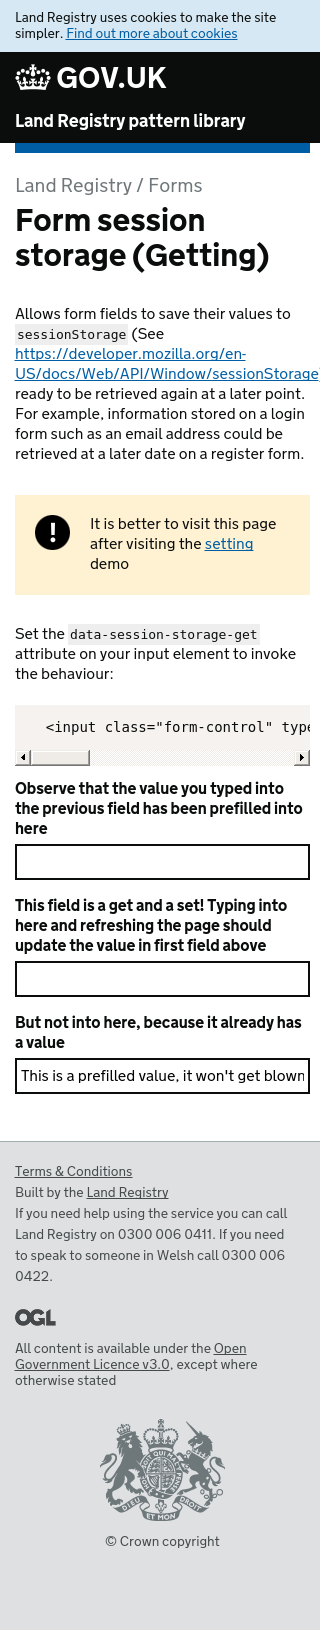 Land Registry uses cookies to make the site
simpler. Find out more about cookies
GOV.UK
Land Registry pattern library
Land Registry / Forms
Form session
storage (Getting)
Allows form fields to save their values to
sessionStorage (See
https://developer.mozilla.org/en-
US/docs/Web/API/Window/sessionStorage)
ready to be retrieved again at a later point.
For example, information stored on a login
form such as an email address could be
retrieved at a later date on a register form.
It is better to visit this page
after visiting the setting
demo
Set the data-session-storage-get
attribute on your input element to invoke
the behaviour:
<input class="form-control" type
Observe that the value you typed into
the previous field has been prefilled into
here
This field is a get and a set! Typing into
here and refreshing the page should
update the value in first field above
But not into here, because it already has
a value
This is a prefilled value, it won't get blown
Terms & Conditions
Built by the Land Registry
If you need help using the service you can call
Land Registry on 0300 006 0411. If you need
to speak to someone in Welsh call 0300 006
0422.
OGL
All content is available under the Open
Government Licence v3.0, except where
otherwise stated
DIEU ET MON DROIT
© Crown copyright